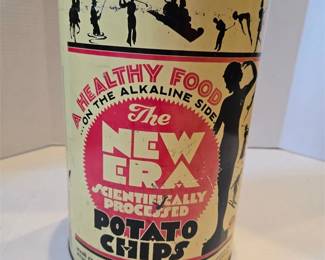 A HEALTHY FOOD
...ON THE ALKALINE SIDE...
The
NEW
ERA
SCIENTIFICALLY
PROCESSED
POTATO
CHIPS